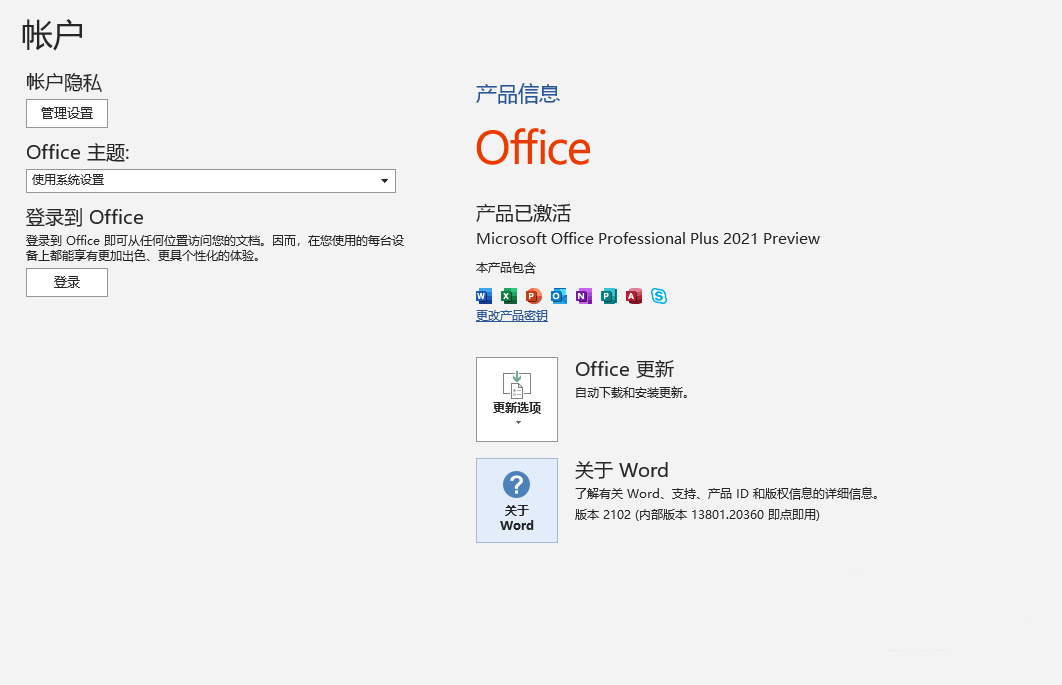 帐户
帐户隐私
管理设置
Office 主题:
使用系统设置
登录到 Office
登录到 Office 即可从任何位置访问您的文档。因而，在您使用的每台设
备上都能享有更加出色、更具个性化的体验。
登录
产品信息
Office
产品已激活
Microsoft Office Professional Plus 2021 Preview
本产品包含
W X P O N P A S
更改产品密钥
更新选项
Office 更新
自动下载和安装更新。
关于
Word
关于 Word
了解有关 Word、支持、产品 ID 和版权信息的详细信息。
版本 2102 (内部版本 13801.20360 即点即用)